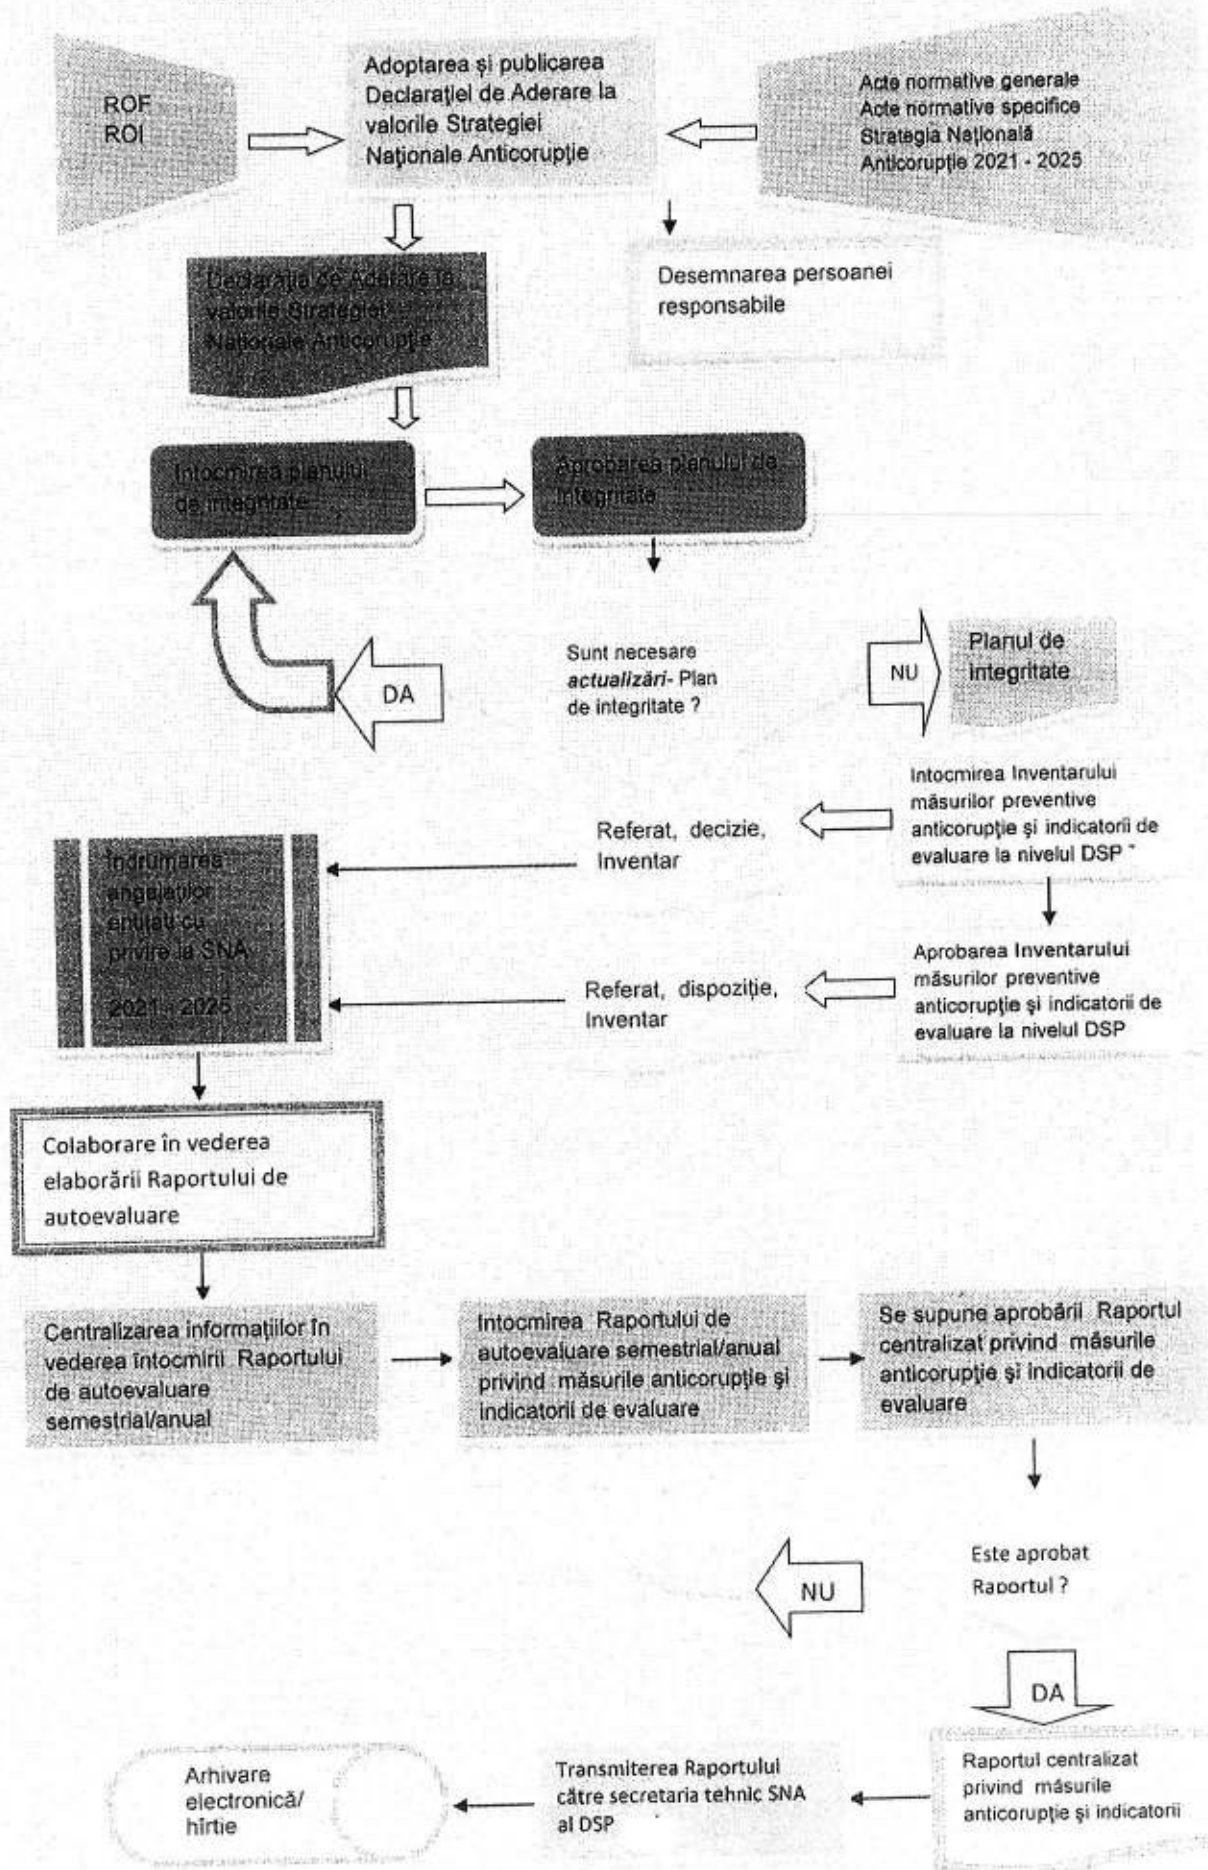 ROF
ROI
Adoptarea și publicarea
Declarației de Aderare la
valorile Strategiei
Naționale Anticorupție
Acte normative generale
Acte normative specifice
Strategia Națională
Anticorupție 2021 - 2025
Declarația de Aderare la
valorile Strategiei
Naționale Anticorupție
Desemnarea persoanei
responsabile
Intocmirea planului
de integritate
Aprobarea planului de
integritate
DA
Sunt necesare
actualizări- Plan
de integritate ?
NU
Planul de
integritate
Intocmirea Inventarului
măsurilor preventive
anticorupție și indicatorii de
evaluare la nivelul DSP
Referat, decizie,
Inventar
Îndrumarea
angajaților
entitati cu
privire la SNA
2021 - 2025
Aprobarea Inventarului
măsurilor preventive
anticorupție și indicatorii de
evaluare la nivelul DSP
Referat, dispoziție,
Inventar
Colaborare în vederea
elaborării Raportului de
autoevaluare
Centralizarea informațiilor în
vederea întocmirii Raportului
de autoevaluare
semestrial/anual
Intocmirea Raportului de
autoevaluare semestrial/anual
privind măsurile anticorupție și
indicatorii de evaluare
Se supune aprobării Raportul
centralizat privind măsurile
anticorupție și indicatorii de
evaluare
NU
Este aprobat
Raportul ?
DA
Raportul centralizat
privind măsurile
anticorupție și indicatorii
Transmiterea Raportului
către secretaria tehnic SNA
al DSP
Arhivare
electronică/
hîrtie